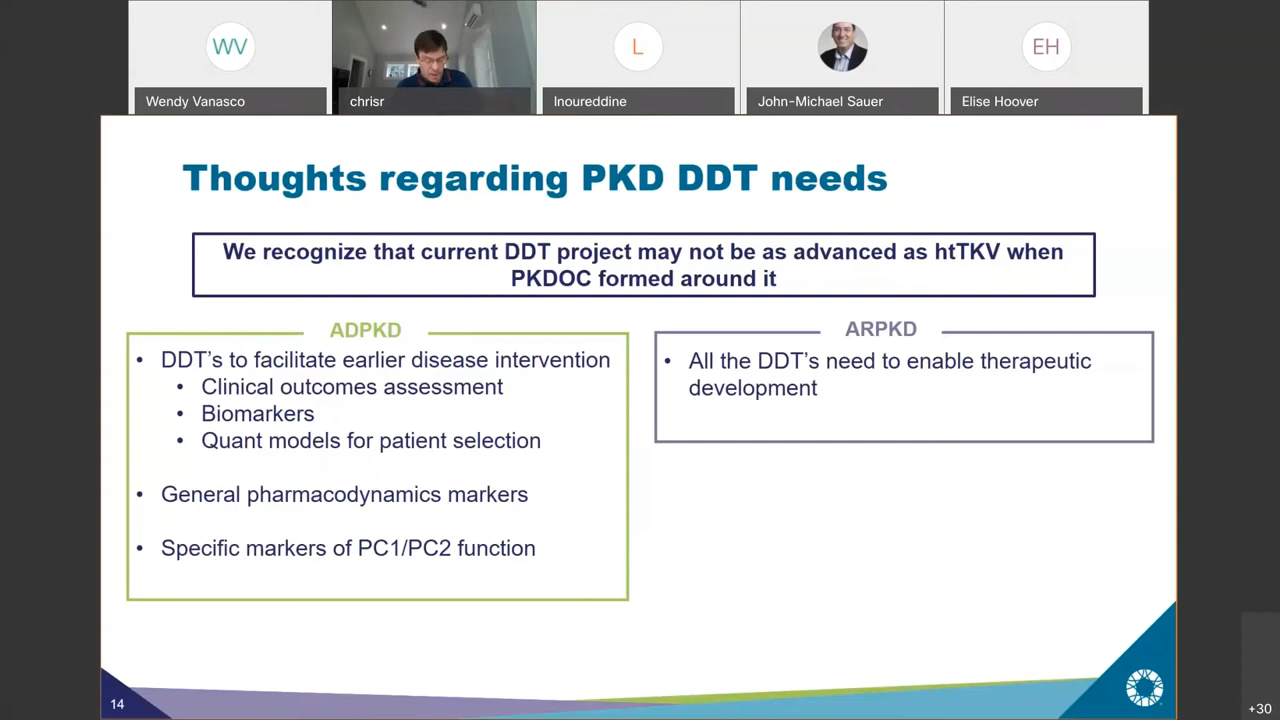 WV
L
EH
Wendy Vanasco
chrisr
lnoureddine
John-Michael Sauer
Elise Hoover
Thoughts regarding PKD DDT needs
We recognize that current DDT project may not be as advanced as htTKV when
PKDOC formed around it
ADPKD
• DDT's to facilitate earlier disease intervention
• Clinical outcomes assessment
• Biomarkers
• Quant models for patient selection
• General pharmacodynamics markers
• Specific markers of PC1/PC2 function
ARPKD
• All the DDT's need to enable therapeutic
development
14
+30